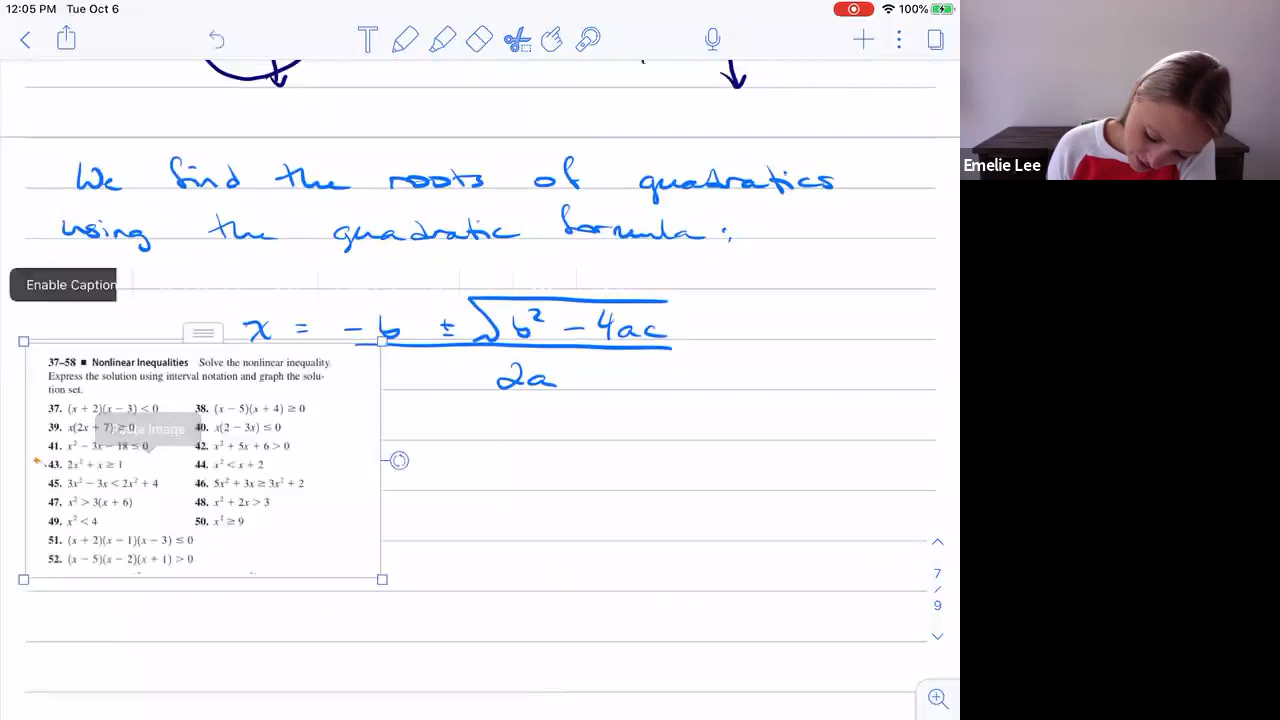 12:05 PM Tue Oct 6
100%
We find the roots of quadratics
using the quadratic formula:
Enable Caption
x = -b ± √b² - 4ac
2a
37–58 ■ Nonlinear Inequalities Solve the nonlinear inequality.
Express the solution using interval notation and graph the solu-
tion set.
37. (x + 2)(x − 3) < 0 38. (x − 5)(x + 4) ≥ 0
39. x(2x + 7) ≥ 0 40. x(2 − 3x) ≤ 0
41. x² − 3x − 18 ≤ 0 42. x² + 5x + 6 > 0
43. 2x² + x ≥ 1 44. x² < x + 2
45. 3x² − 3x < 2x² + 4 46. 5x² + 3x ≥ 3x² + 2
47. x² > 3(x + 6) 48. x² + 2x > 3
49. x² < 4 50. x² ≥ 9
51. (x + 2)(x − 1)(x − 3) ≤ 0
52. (x − 5)(x − 2)(x + 1) > 0
Image
7
/
9
Emelie Lee